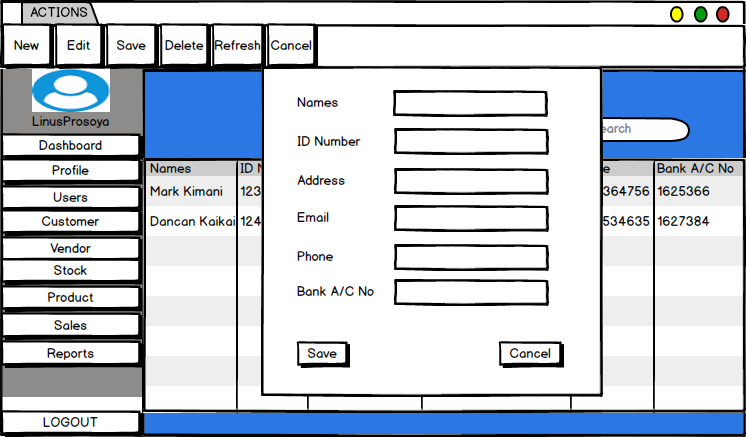 ACTIONS
New Edit Save Delete Refresh Cancel
LinusProsoya
Dashboard
Profile
Users
Customer
Vendor
Stock
Product
Sales
Reports
LOGOUT
Names
ID Number
Address
Email
Phone
Bank A/C No
Save Cancel
earch
Names ID N e Bank A/C No
Mark Kimani 123 364756 1625366
Dancan Kaikai 124 534635 1627384